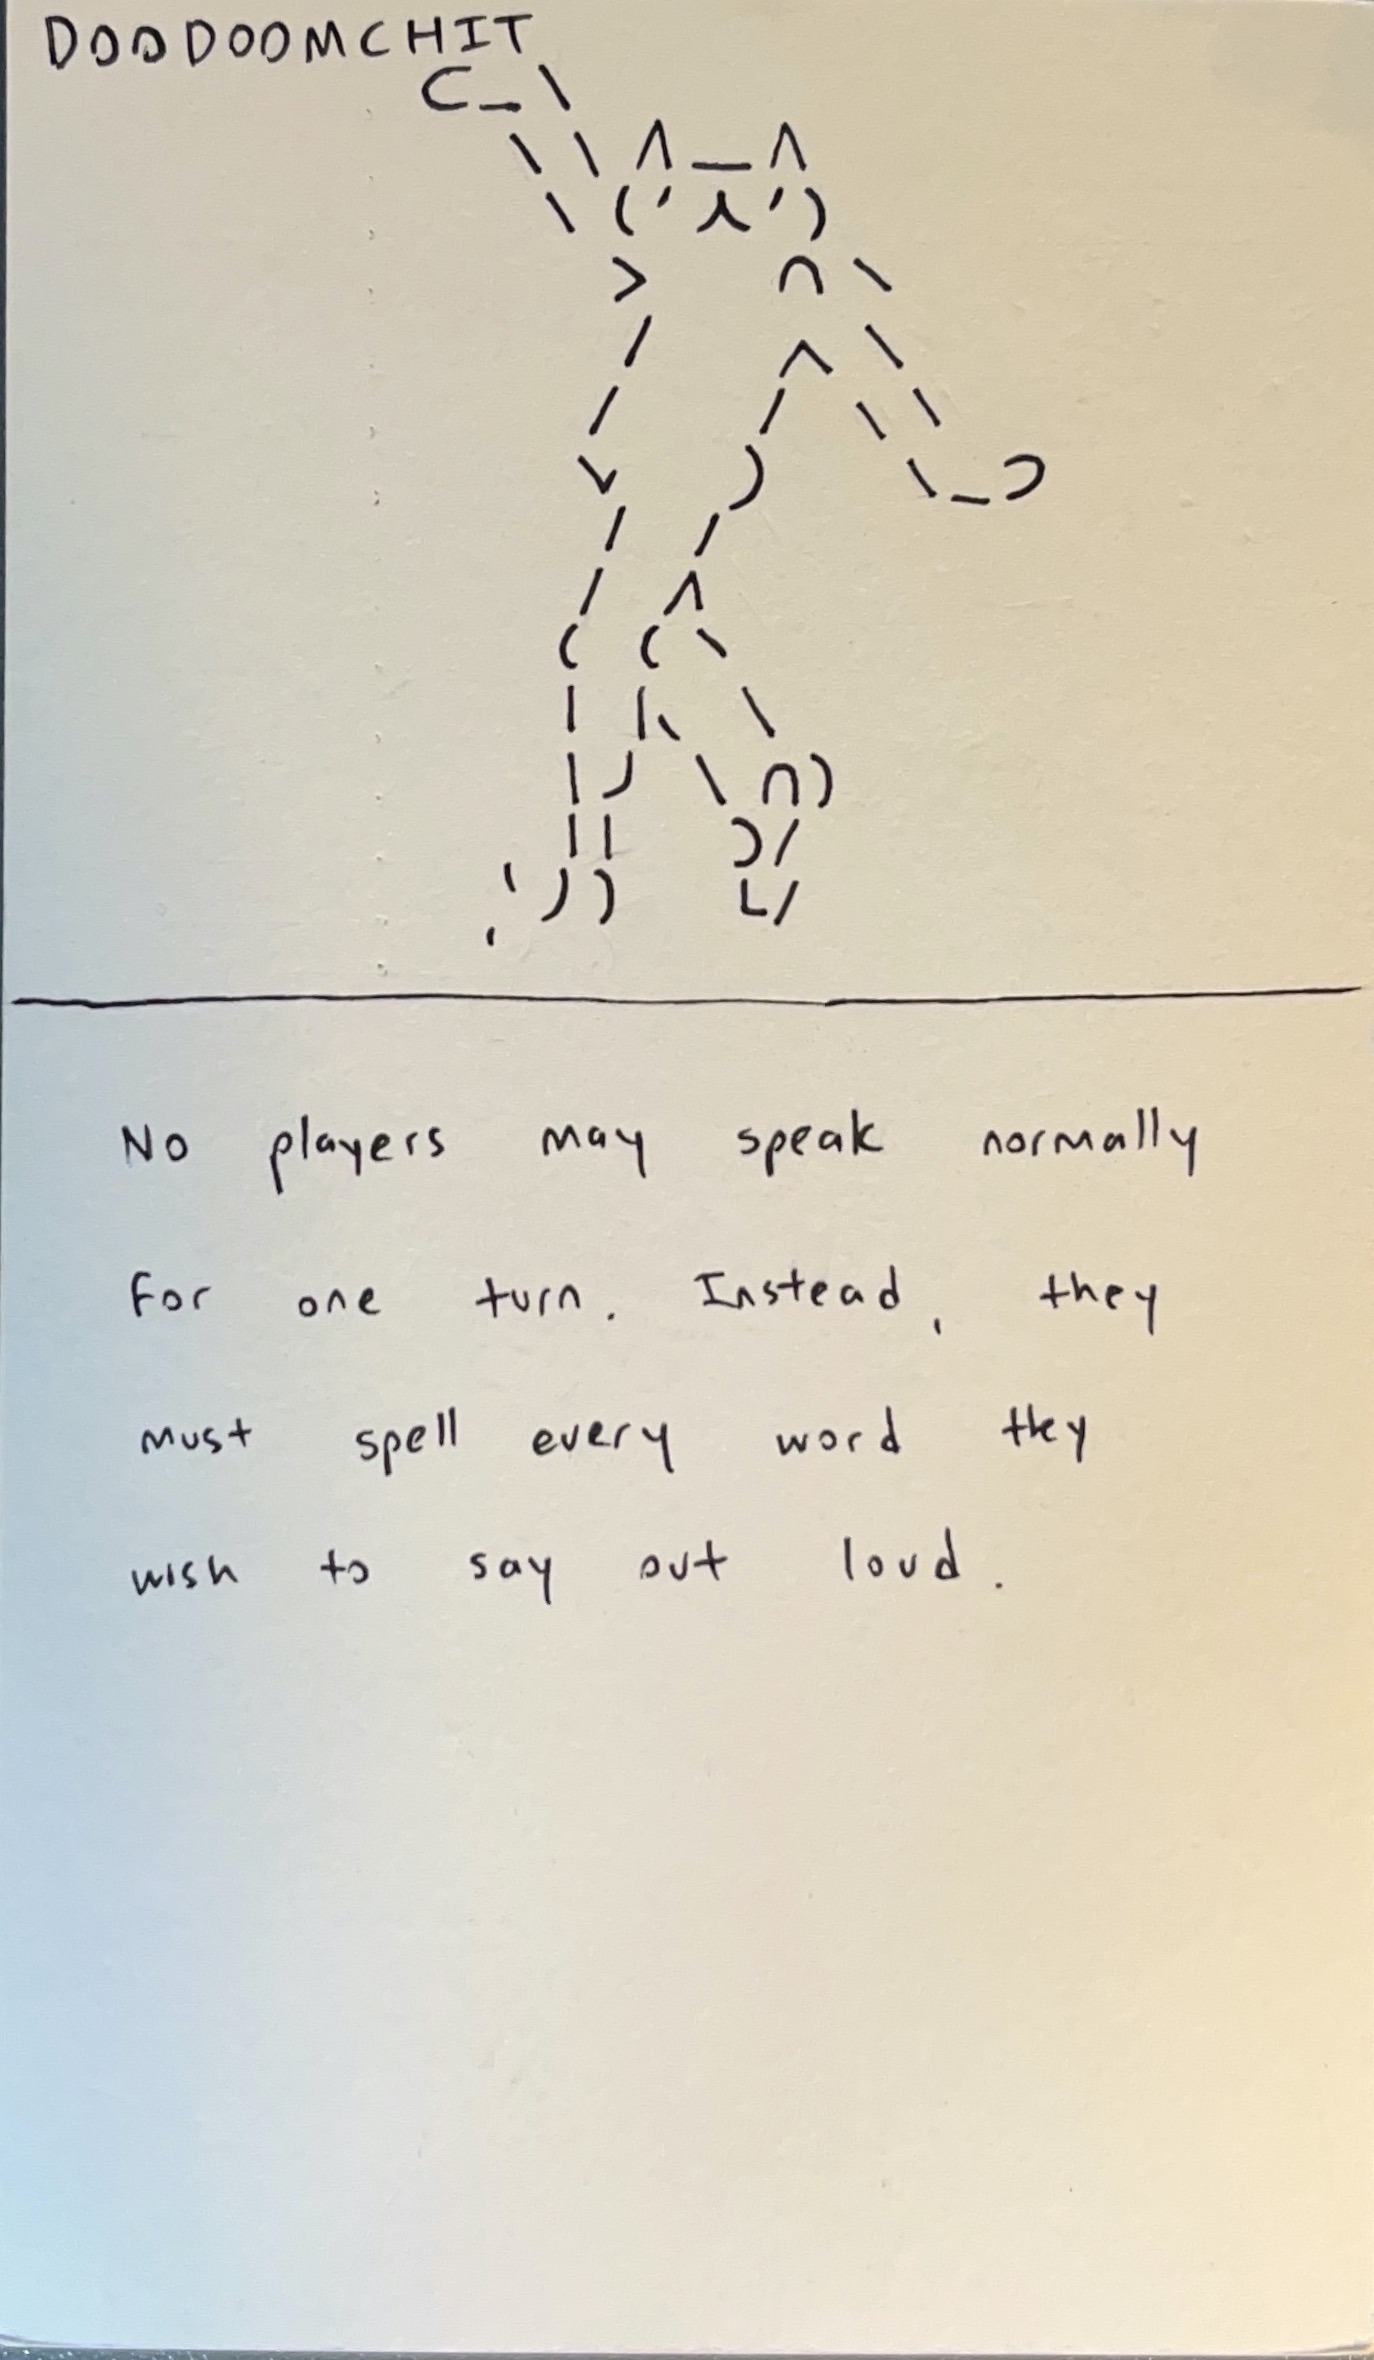 DOODOOMCHIT
C_\
\ \ ∧_∧
\ (' λ')
> ∩ \
/ \
/ ^ \ \
∨ / \_⊃
/ )
/ /
( ∧
| ( \
| |\ \
| ) \ ∩)
| | )/
' ) ) L/
,
No players may speak normally
for one turn. Instead, they
must spell every word they
wish to say out loud.